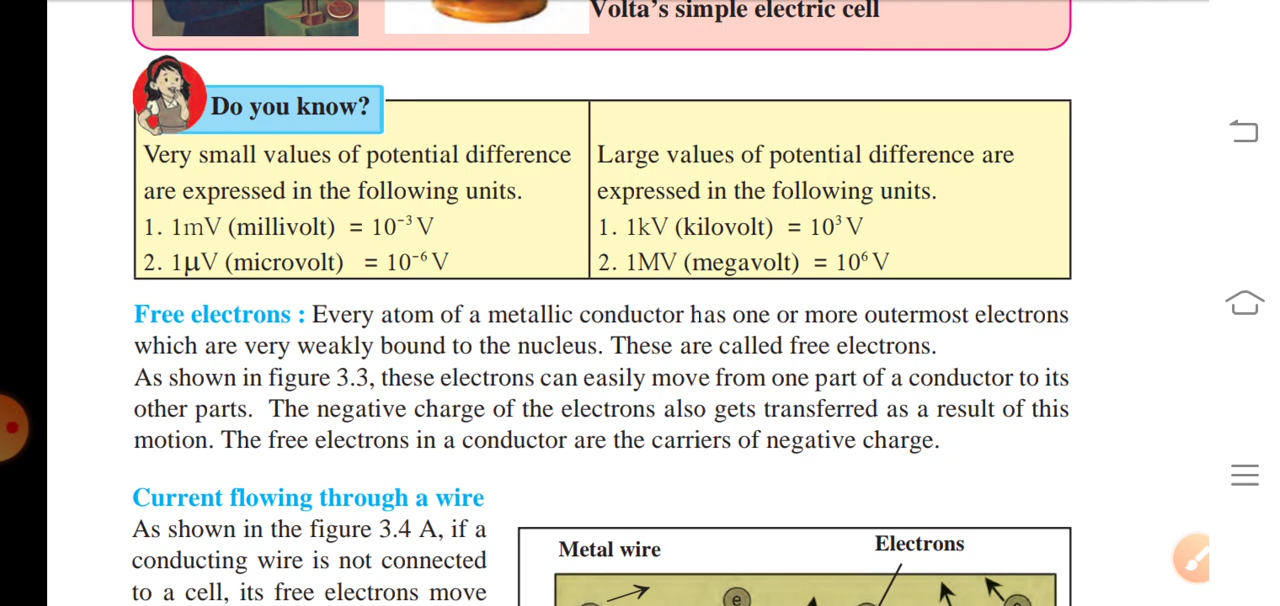 Volta's simple electric cell
Do you know?
Very small values of potential difference
are expressed in the following units.
1. 1mV (millivolt) = 10⁻³ V
2. 1μV (microvolt) = 10⁻⁶ V
Large values of potential difference are
expressed in the following units.
1. 1kV (kilovolt) = 10³ V
2. 1MV (megavolt) = 10⁶ V
Free electrons : Every atom of a metallic conductor has one or more outermost electrons
which are very weakly bound to the nucleus. These are called free electrons.
As shown in figure 3.3, these electrons can easily move from one part of a conductor to its
other parts. The negative charge of the electrons also gets transferred as a result of this
motion. The free electrons in a conductor are the carriers of negative charge.
Current flowing through a wire
As shown in the figure 3.4 A, if a
conducting wire is not connected
to a cell, its free electrons move
Metal wire
Electrons
e